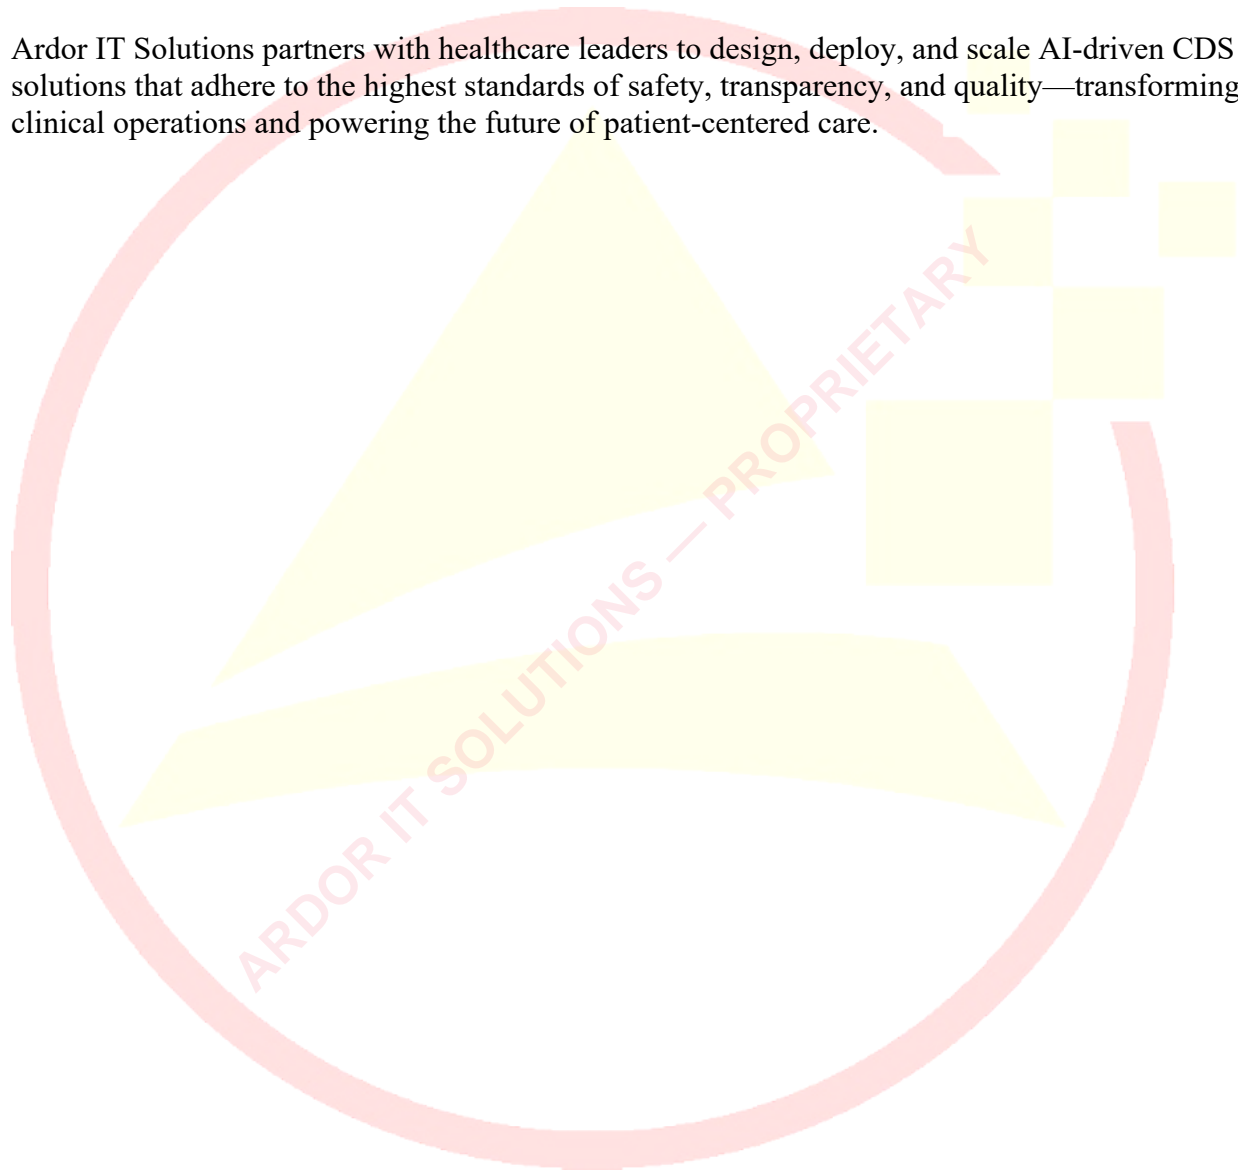 Ardor IT Solutions partners with healthcare leaders to design, deploy, and scale AI-driven CDS
solutions that adhere to the highest standards of safety, transparency, and quality—transforming
clinical operations and powering the future of patient-centered care.
ARDOR IT SOLUTIONS — PROPRIETARY